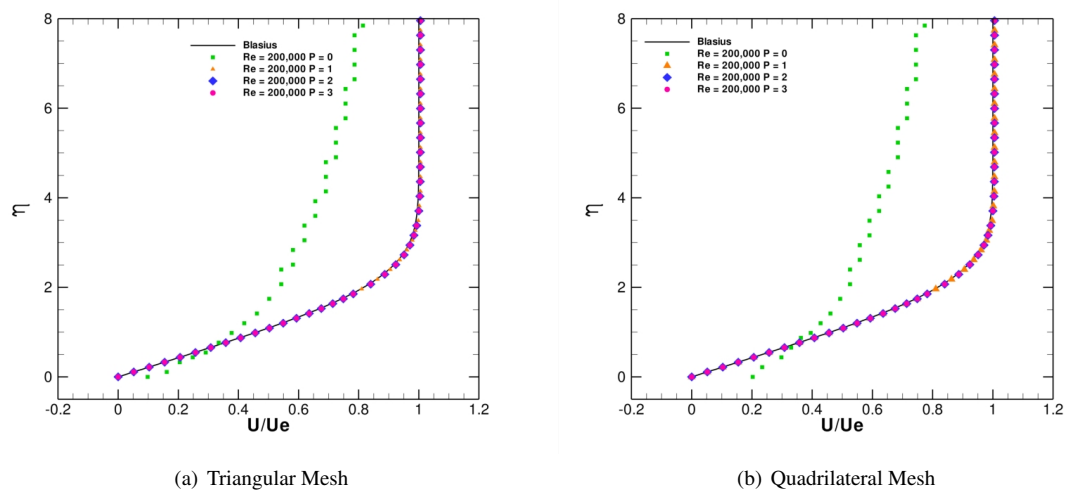 8
6
4
2
0
η
Blasius
Re = 200,000 P = 0
Re = 200,000 P = 1
Re = 200,000 P = 2
Re = 200,000 P = 3
-0.2 0 0.2 0.4 0.6 0.8 1 1.2
U/Ue
(a) Triangular Mesh
8
6
4
2
0
η
Blasius
Re = 200,000 P = 0
Re = 200,000 P = 1
Re = 200,000 P = 2
Re = 200,000 P = 3
-0.2 0 0.2 0.4 0.6 0.8 1 1.2
U/Ue
(b) Quadrilateral Mesh